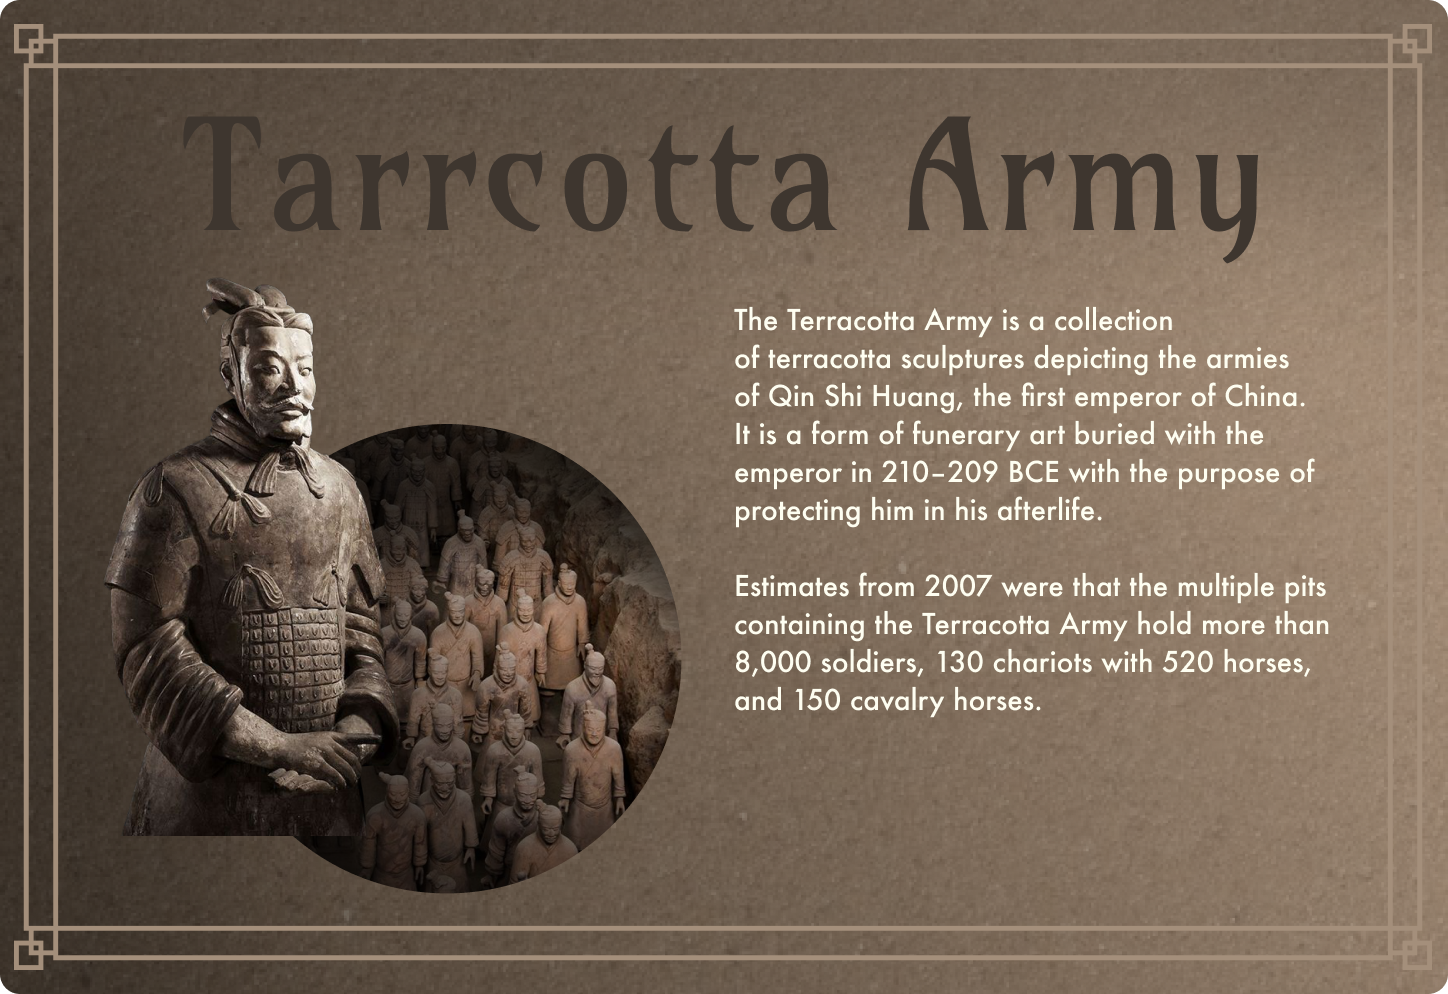 Tarrcotta Army
The Terracotta Army is a collection
of terracotta sculptures depicting the armies
of Qin Shi Huang, the first emperor of China.
It is a form of funerary art buried with the
emperor in 210–209 BCE with the purpose of
protecting him in his afterlife.
Estimates from 2007 were that the multiple pits
containing the Terracotta Army hold more than
8,000 soldiers, 130 chariots with 520 horses,
and 150 cavalry horses.